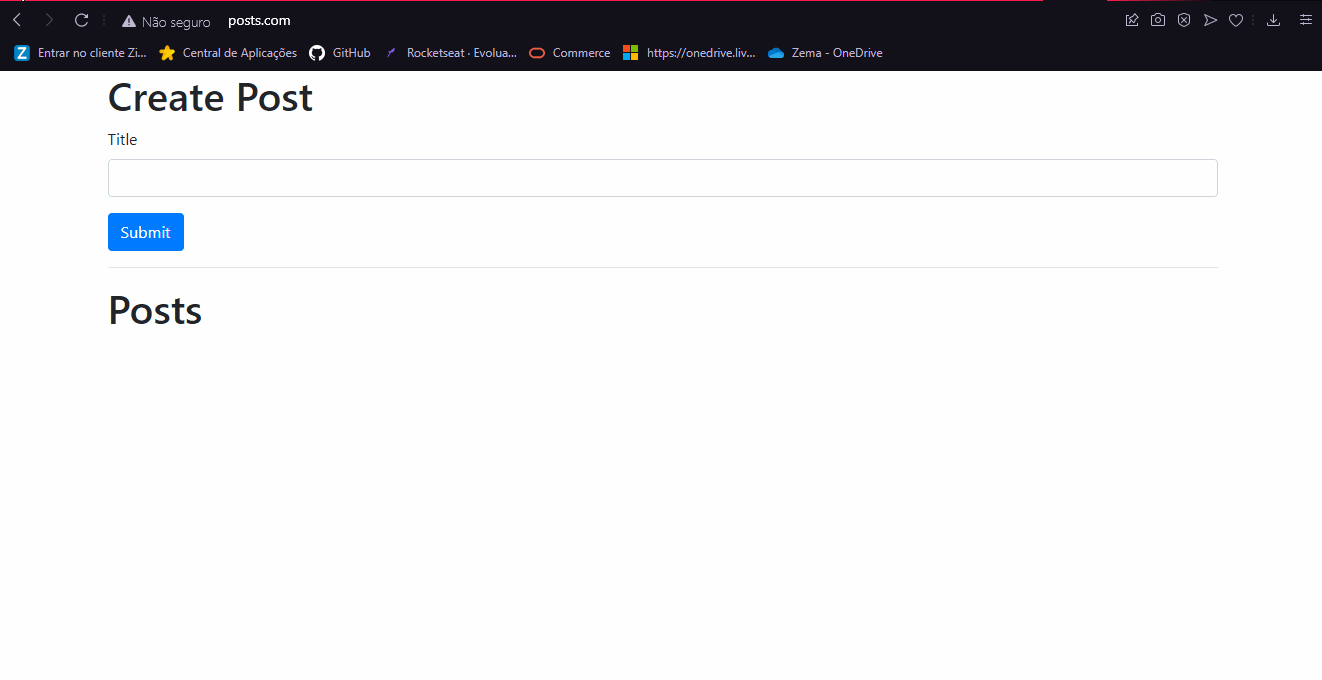 Não seguro posts.com
Z Entrar no cliente Zi... Central de Aplicações GitHub Rocketseat · Evolua... Commerce https://onedrive.liv... Zema - OneDrive
Create Post
Title
Submit
Posts